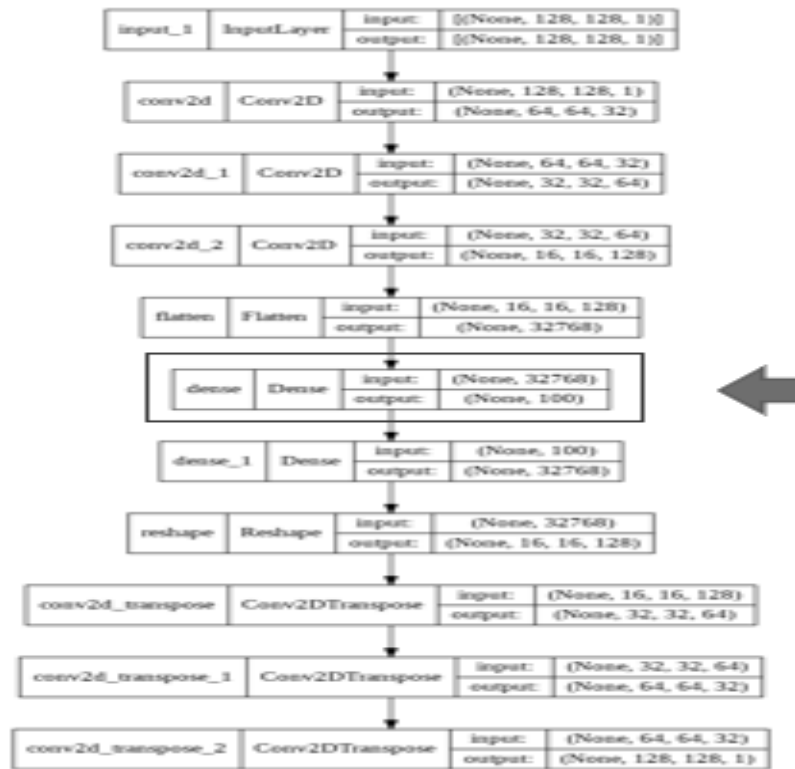 input_1 InputLayer input: [(None, 128, 128, 1)]
output: [(None, 128, 128, 1)]
conv2d Conv2D input: (None, 128, 128, 1)
output: (None, 64, 64, 32)
conv2d_1 Conv2D input: (None, 64, 64, 32)
output: (None, 32, 32, 64)
conv2d_2 Conv2D input: (None, 32, 32, 64)
output: (None, 16, 16, 128)
flatten Flatten input: (None, 16, 16, 128)
output: (None, 32768)
dense Dense input: (None, 32768)
output: (None, 100)
dense_1 Dense input: (None, 100)
output: (None, 32768)
reshape Reshape input: (None, 32768)
output: (None, 16, 16, 128)
conv2d_transpose Conv2DTranspose input: (None, 16, 16, 128)
output: (None, 32, 32, 64)
conv2d_transpose_1 Conv2DTranspose input: (None, 32, 32, 64)
output: (None, 64, 64, 32)
conv2d_transpose_2 Conv2DTranspose input: (None, 64, 64, 32)
output: (None, 128, 128, 1)